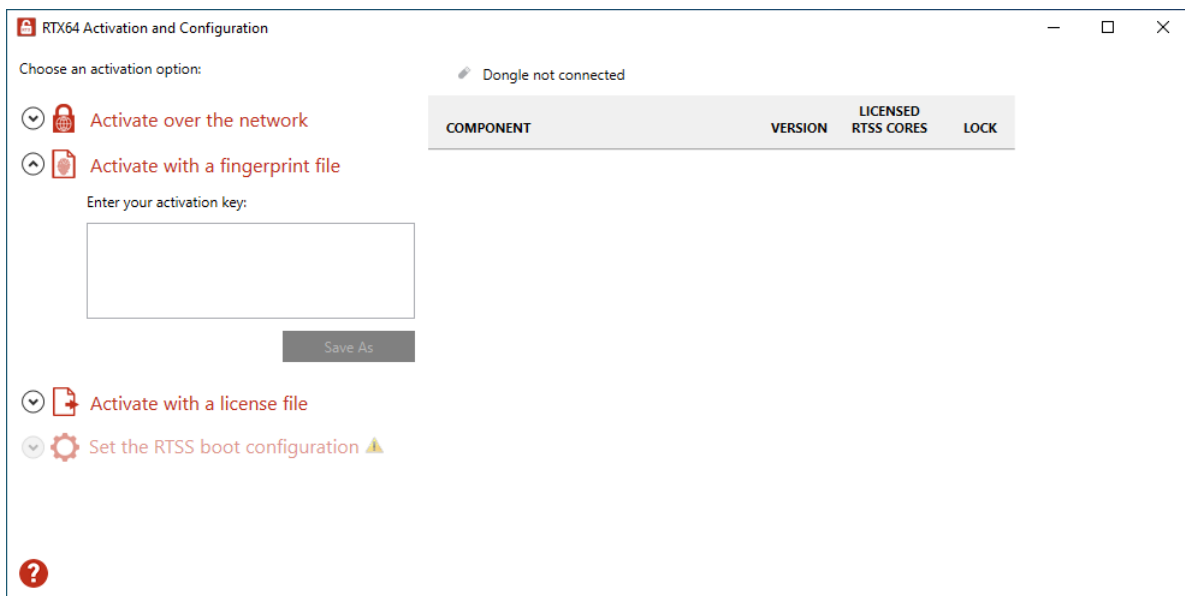 RTX64 Activation and Configuration
Choose an activation option:
Dongle not connected
Activate over the network
COMPONENT
VERSION
LICENSED
RTSS CORES
LOCK
Activate with a fingerprint file
Enter your activation key:
Save As
Activate with a license file
Set the RTSS boot configuration
?